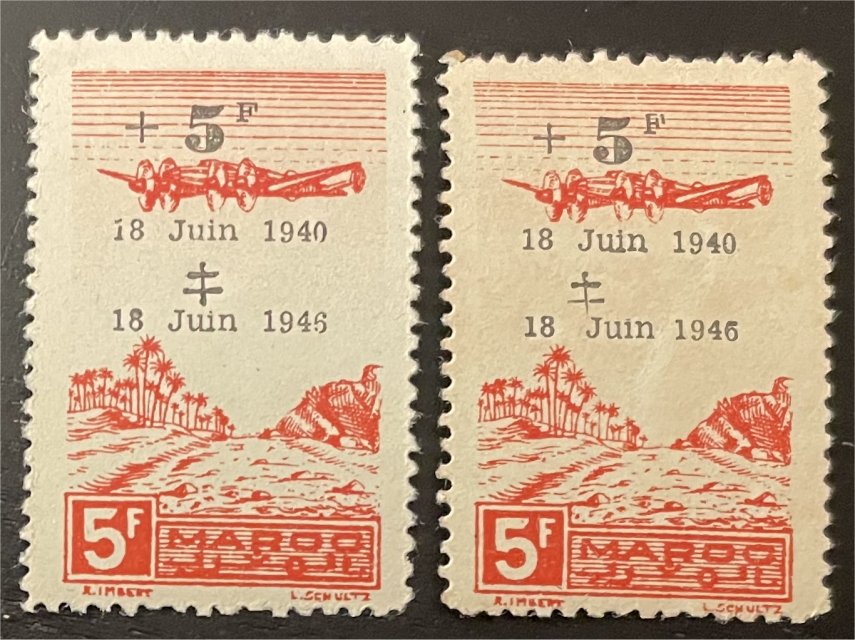 + 5F
18 Juin 1940
18 Juin 1946
5F
MAROC
R. IMBERT
L. SCHULTZ
+ 5F
18 Juin 1940
18 Juin 1946
5F
MAROC
R. IMBERT
L. SCHULTZ